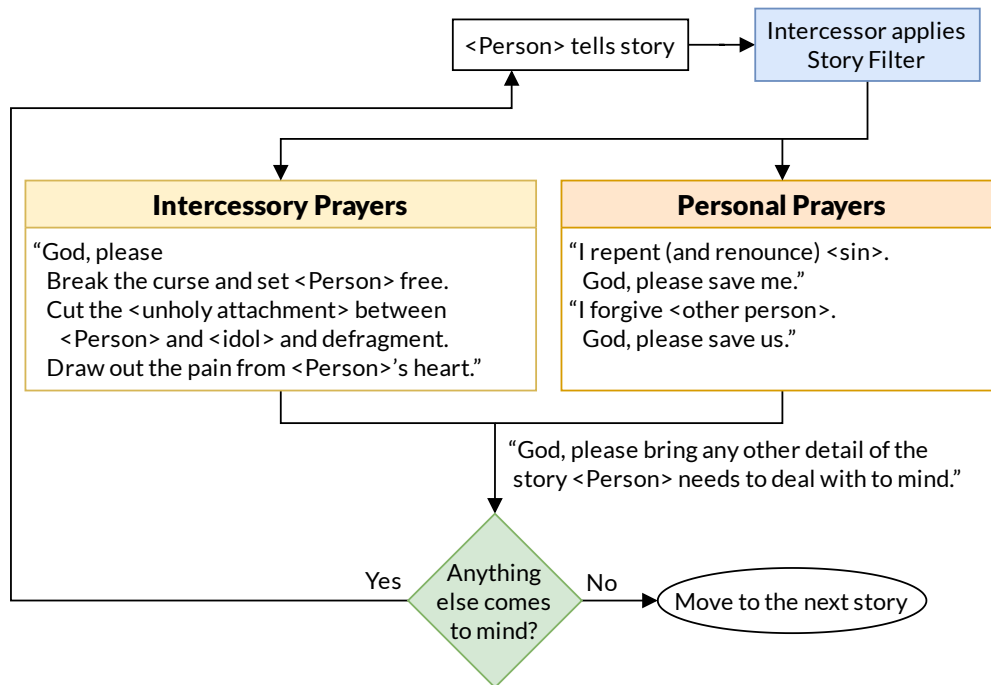 <Person> tells story
Intercessor applies
Story Filter
Intercessory Prayers
“God, please
Break the curse and set <Person> free.
Cut the <unholy attachment> between
<Person> and <idol> and defragment.
Draw out the pain from <Person>’s heart.”
Personal Prayers
“I repent (and renounce) <sin>.
God, please save me.”
“I forgive <other person>.
God, please save us.”
“God, please bring any other detail of the
story <Person> needs to deal with to mind.”
Anything
else comes
to mind?
Yes
No
Move to the next story